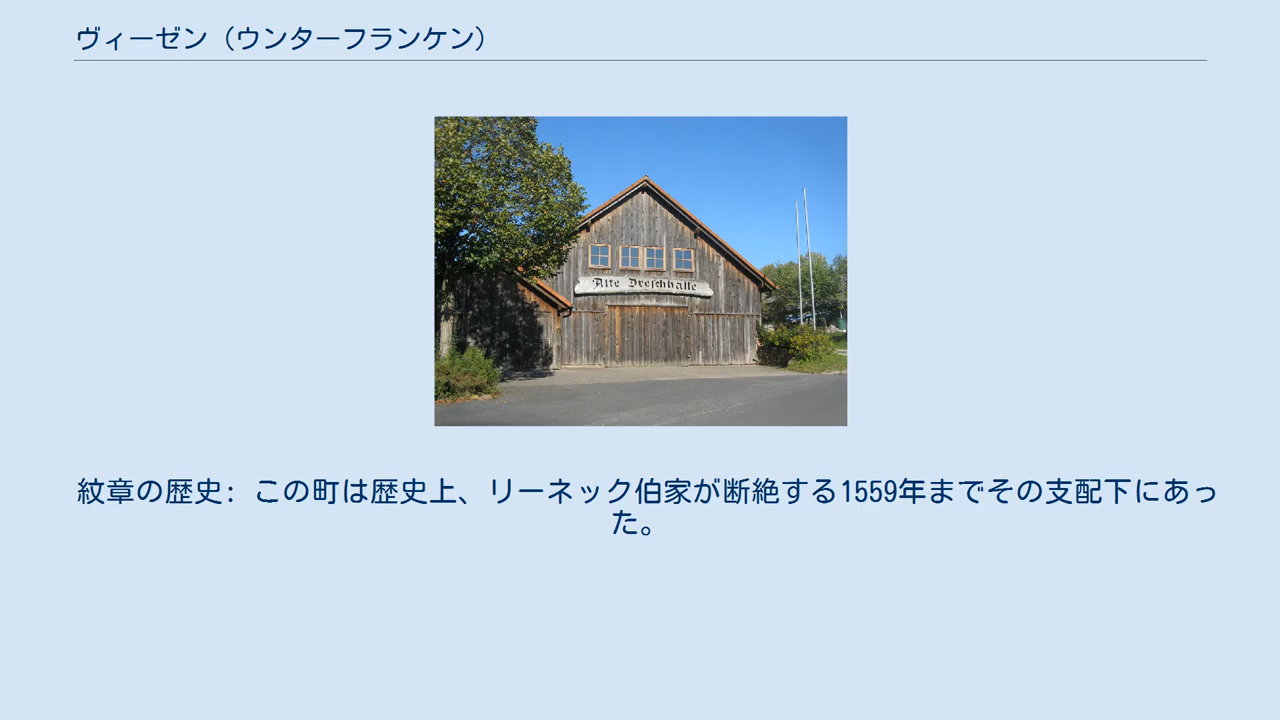 ヴィーゼン（ウンターフランケン）
Alte Dreschhalle
紋章の歴史: この町は歴史上、リーネック伯家が断絶する1559年までその支配下にあっ
た。